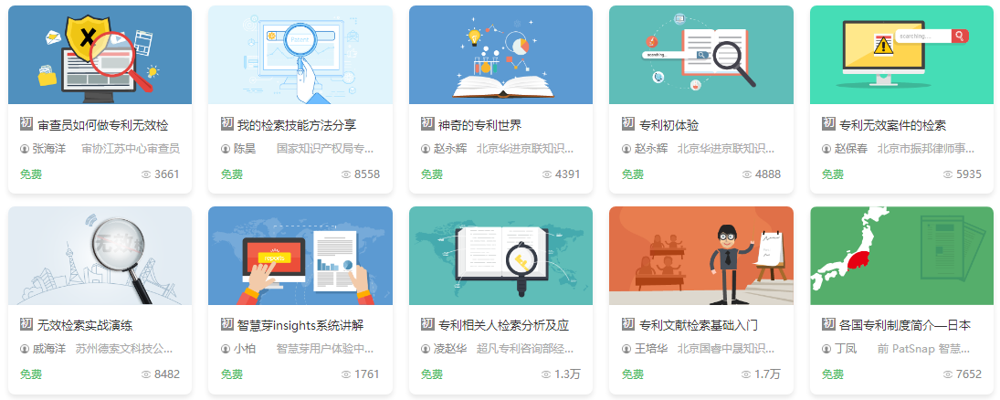 Patent
scarching...
scarching...
初 审查员如何做专利无效检
初 我的检索技能方法分享
初 神奇的专利世界
初 专利初体验
初 专利无效案件的检索
张海洋 审协江苏中心审查员
陈昊 国家知识产权局专...
赵永辉 北京华进京联知识...
赵永辉 北京华进京联知识...
赵保春 北京市振邦律师事...
免费 3661
免费 8558
免费 4391
免费 4888
免费 5935
无效
reports
初 无效检索实战演练
初 智慧芽insights系统讲解
初 专利相关人检索分析及应
初 专利文献检索基础入门
初 各国专利制度简介—日本
戚海洋 苏州德索文科技公...
小柏 智慧芽用户体验中...
凌赵华 超凡专利咨询部经...
王培华 北京国睿中晟知识...
丁凤 前 PatSnap 智慧...
免费 8482
免费 1761
免费 1.3万
免费 1.7万
免费 7652